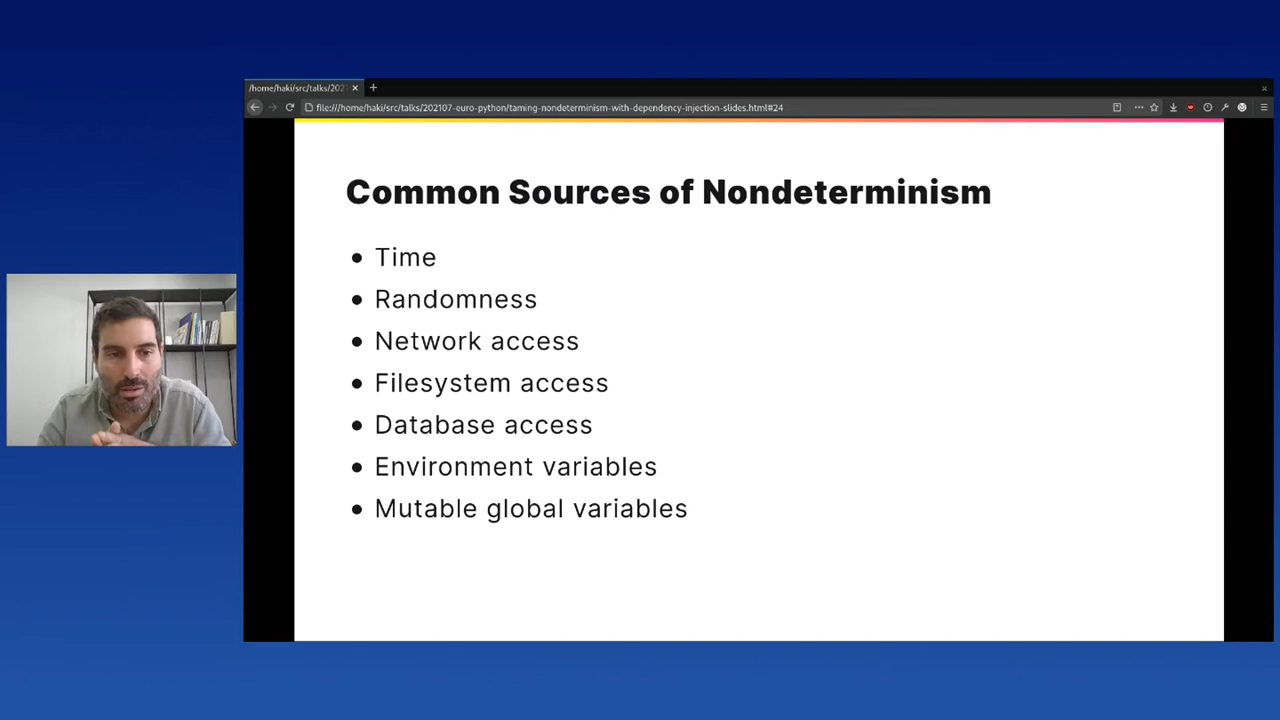 /home/haki/src/talks/202
file:///home/haki/src/talks/202107-euro-python/taming-nondeterminism-with-dependency-injection-slides.html#24
Common Sources of Nondeterminism
• Time
• Randomness
• Network access
• Filesystem access
• Database access
• Environment variables
• Mutable global variables